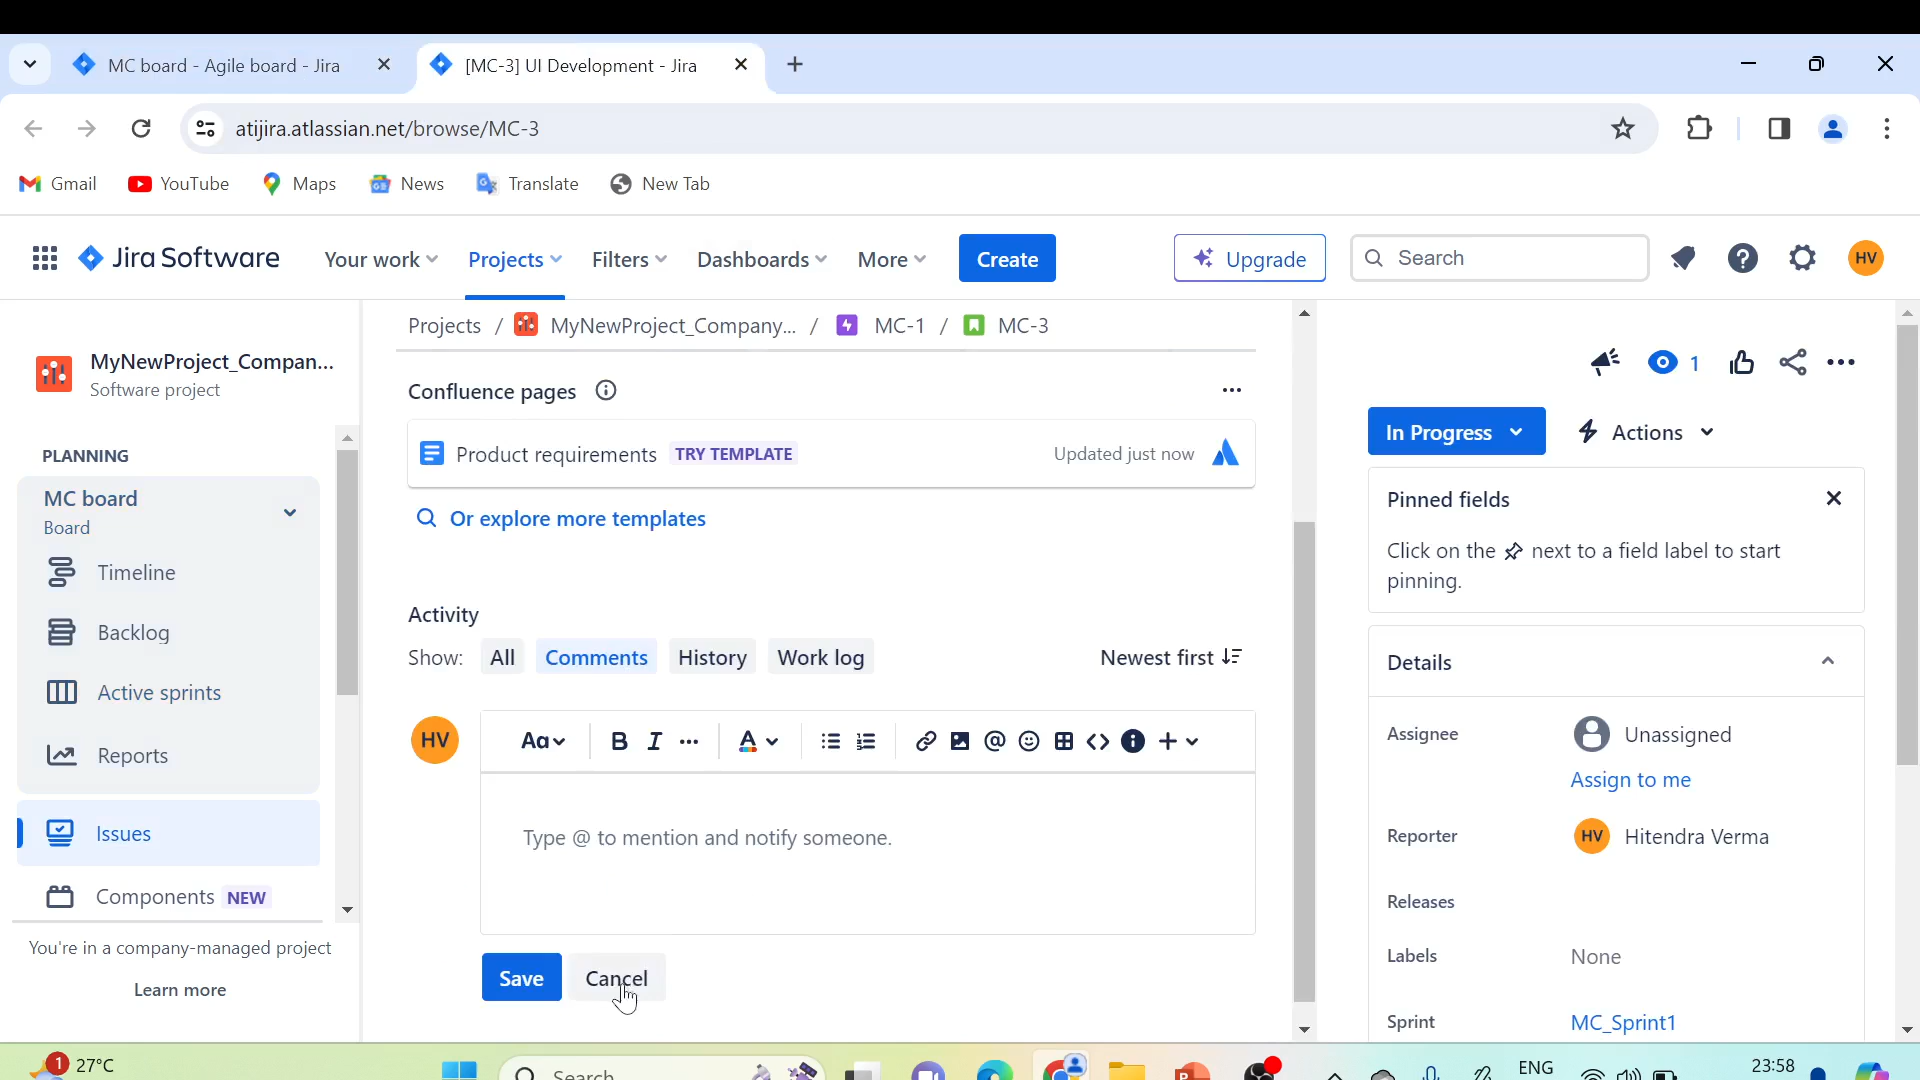 MC board - Agile board - Jira
[MC-3] UI Development - Jira
atijira.atlassian.net/browse/MC-3
Gmail
YouTube
Maps
News
Translate
New Tab
Jira Software
Your work
Projects
Filters
Dashboards
More
Create
Upgrade
Search
HV
MyNewProject_Compan...
Software project
PLANNING
MC board
Board
Timeline
Backlog
Active sprints
Reports
Issues
Components NEW
You're in a company-managed project
Learn more
Projects / MyNewProject_Company... / MC-1 / MC-3
Confluence pages
Product requirements TRY TEMPLATE Updated just now
Or explore more templates
Activity
Show: All Comments History Work log Newest first
HV
Aa B I A
Type @ to mention and notify someone.
Save Cancel
1
In Progress
Actions
Pinned fields
Click on the next to a field label to start
pinning.
Details
Assignee Unassigned
Assign to me
Reporter HV Hitendra Verma
Releases
Labels None
Sprint MC_Sprint1
1 27°C
Search
ENG
23:58